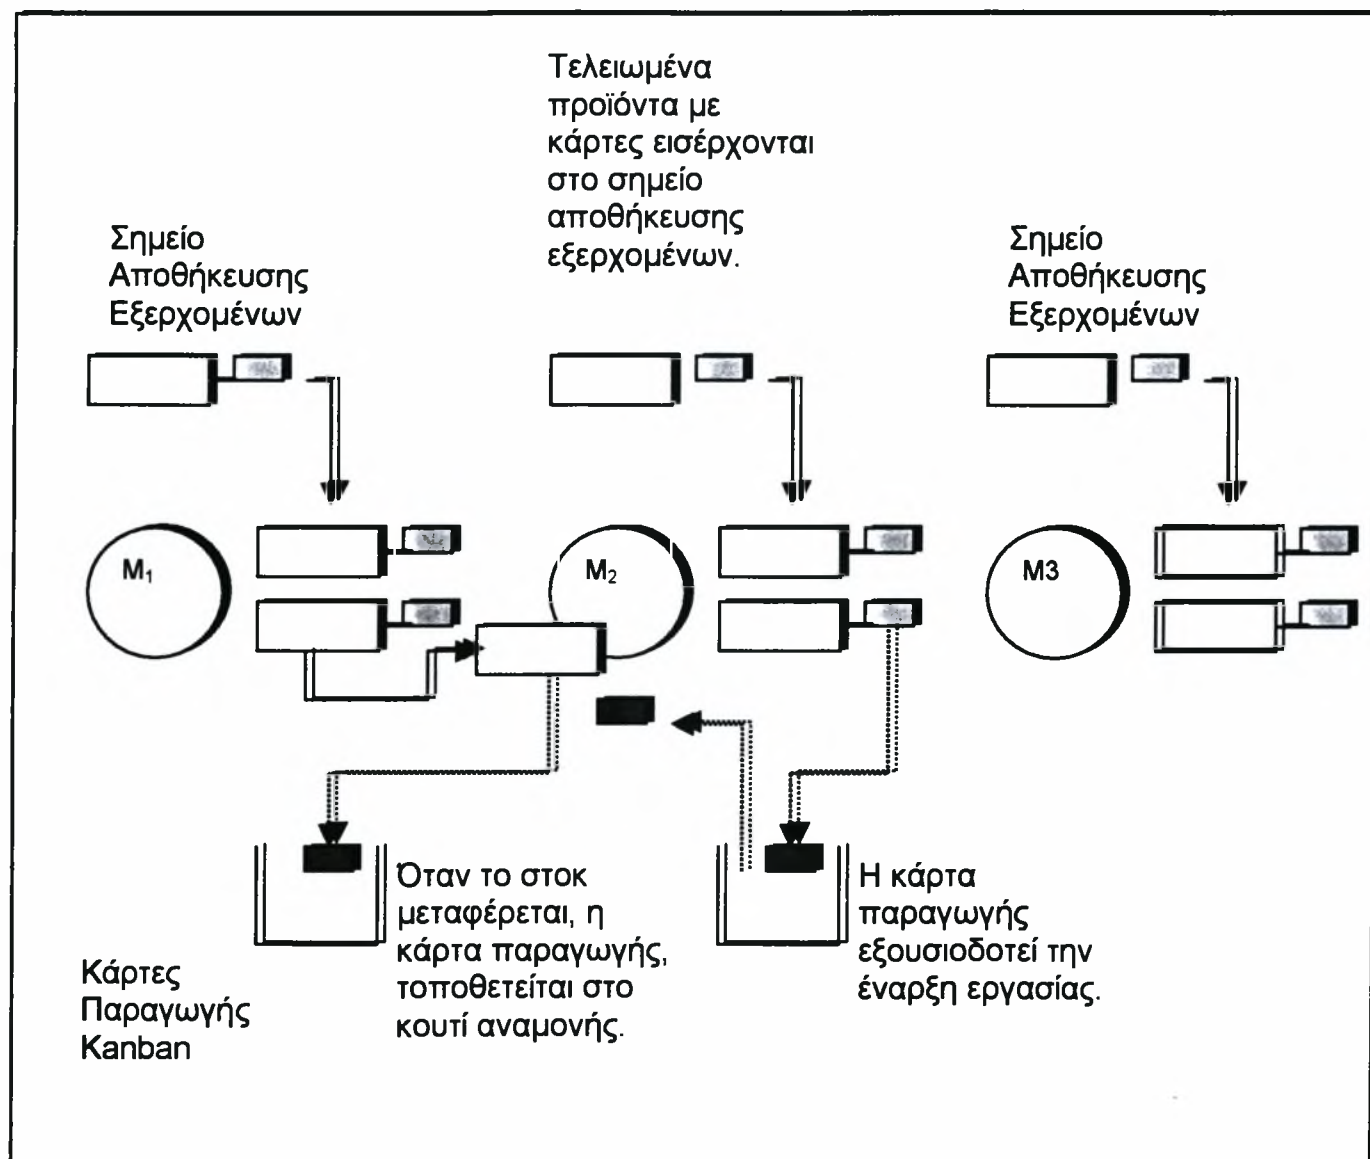 Τελειωμένα
προϊόντα με
κάρτες εισέρχονται
στο σημείο
αποθήκευσης
εξερχομένων.
Σημείο
Αποθήκευσης
Εξερχομένων
Σημείο
Αποθήκευσης
Εξερχομένων
M₁
M₂
M3
Όταν το στοκ
μεταφέρεται, η
κάρτα παραγωγής,
τοποθετείται στο
κουτί αναμονής.
Η κάρτα
παραγωγής
εξουσιοδοτεί την
έναρξη εργασίας.
Κάρτες
Παραγωγής
Kanban